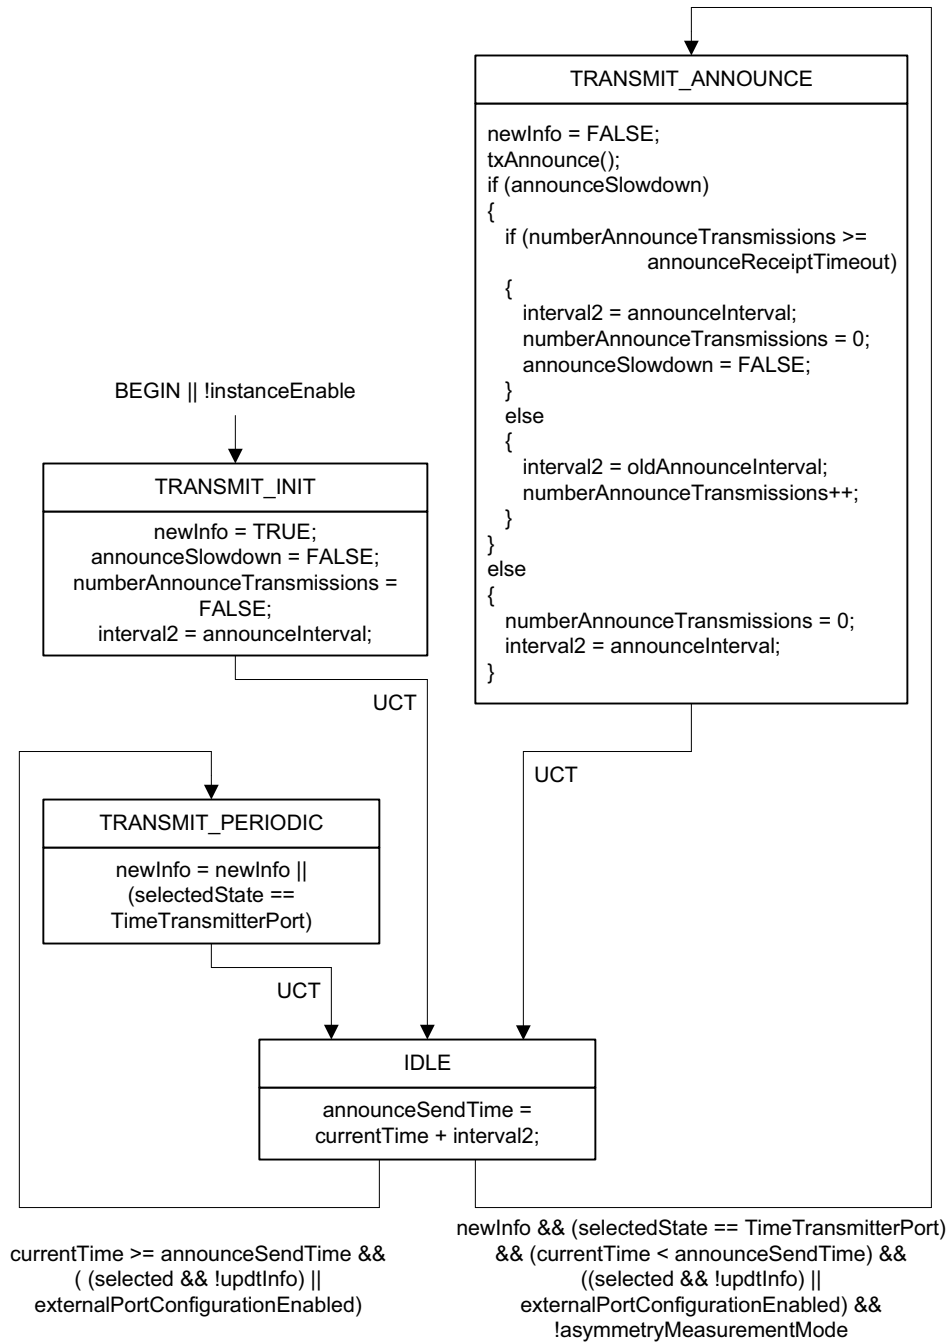 TRANSMIT_ANNOUNCE
newInfo = FALSE;
txAnnounce();
if (announceSlowdown)
{
if (numberAnnounceTransmissions >=
announceReceiptTimeout)
{
interval2 = announceInterval;
numberAnnounceTransmissions = 0;
announceSlowdown = FALSE;
}
else
{
interval2 = oldAnnounceInterval;
numberAnnounceTransmissions++;
}
}
else
{
numberAnnounceTransmissions = 0;
interval2 = announceInterval;
}
BEGIN || !instanceEnable
TRANSMIT_INIT
newInfo = TRUE;
announceSlowdown = FALSE;
numberAnnounceTransmissions =
FALSE;
interval2 = announceInterval;
UCT
UCT
TRANSMIT_PERIODIC
newInfo = newInfo ||
(selectedState ==
TimeTransmitterPort)
UCT
IDLE
announceSendTime =
currentTime + interval2;
currentTime >= announceSendTime &&
( (selected && !updtInfo) ||
externalPortConfigurationEnabled)
newInfo && (selectedState == TimeTransmitterPort)
&& (currentTime < announceSendTime) &&
((selected && !updtInfo) ||
externalPortConfigurationEnabled) &&
!asymmetryMeasurementMode